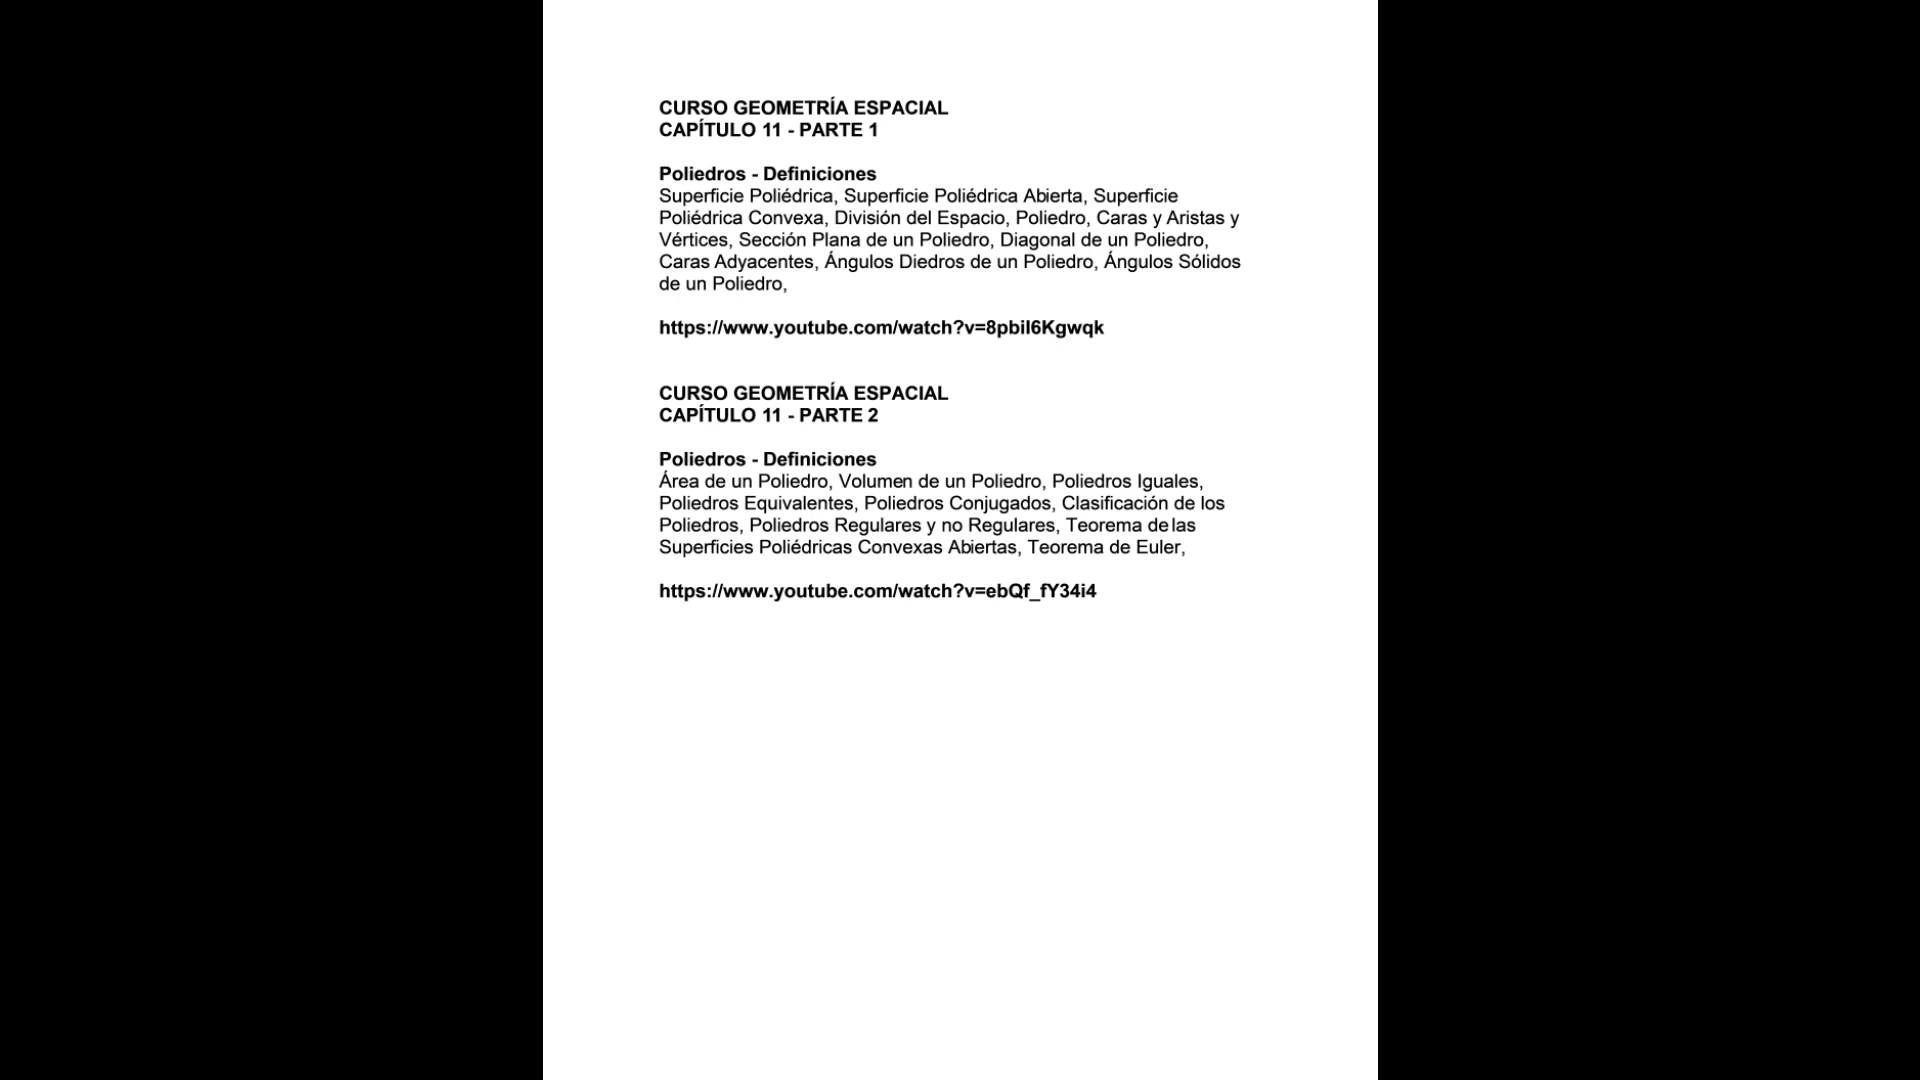 CURSO GEOMETRÍA ESPACIAL
CAPÍTULO 11 - PARTE 1
Poliedros - Definiciones
Superficie Poliédrica, Superficie Poliédrica Abierta, Superficie
Poliédrica Convexa, División del Espacio, Poliedro, Caras y Aristas y
Vértices, Sección Plana de un Poliedro, Diagonal de un Poliedro,
Caras Adyacentes, Ángulos Diedros de un Poliedro, Ángulos Sólidos
de un Poliedro,
https://www.youtube.com/watch?v=8pbiI6Kgwqk
CURSO GEOMETRÍA ESPACIAL
CAPÍTULO 11 - PARTE 2
Poliedros - Definiciones
Área de un Poliedro, Volumen de un Poliedro, Poliedros Iguales,
Poliedros Equivalentes, Poliedros Conjugados, Clasificación de los
Poliedros, Poliedros Regulares y no Regulares, Teorema de las
Superficies Poliédricas Convexas Abiertas, Teorema de Euler,
https://www.youtube.com/watch?v=ebQf_fY34i4